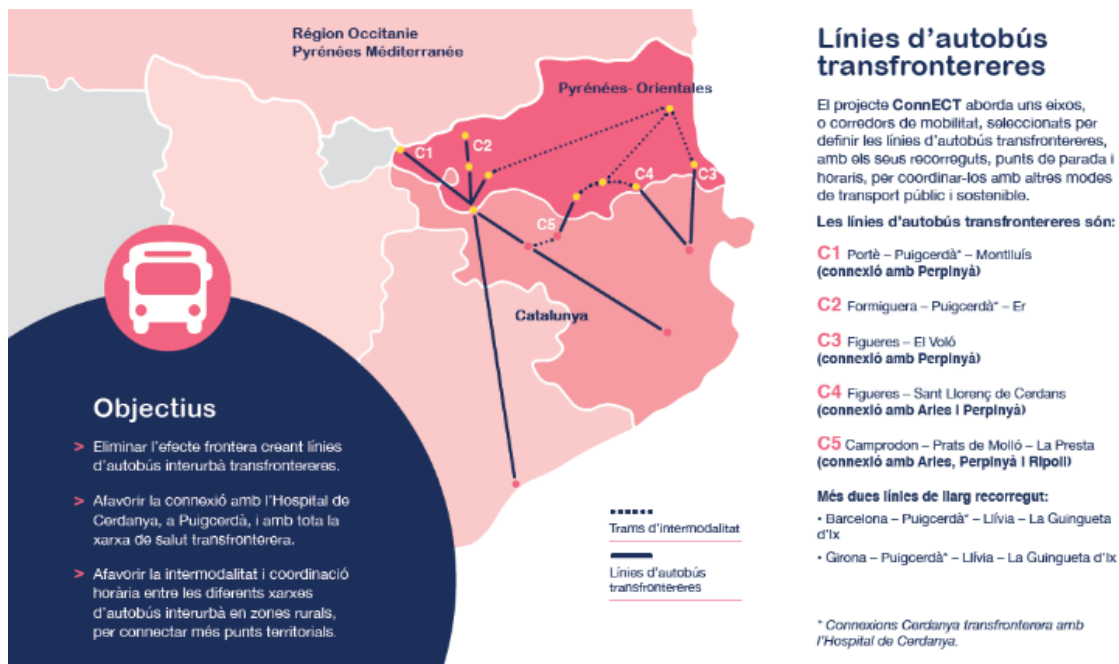 Région Occitanie
Pyrénées Méditerranée
Pyrénées- Orientales
C1
C2
C4
C3
C5
Catalunya
Objectius
> Eliminar l'efecte frontera creant línies
d'autobús interurbà transfrontereres.
> Afavorir la connexió amb l'Hospital de
Cerdanya, a Puigcerdà, i amb tota la
xarxa de salut transfronterera.
> Afavorir la intermodalitat i coordinació
horària entre les diferents xarxes
d'autobús interurbà en zones rurals,
per connectar més punts territorials.
Trams d'intermodalitat
Línies d'autobús
transfrontereres
Línies d'autobús
transfrontereres
El projecte ConnECT aborda uns eixos,
o corredors de mobilitat, seleccionats per
definir les línies d'autobús transfrontereres,
amb els seus recorreguts, punts de parada i
horaris, per coordinar-los amb altres modes
de transport públic i sostenible.
Les línies d'autobús transfrontereres són:
C1 Portè – Puigcerdà* – Montlluís
(connexió amb Perpinyà)
C2 Formiguera – Puigcerdà* – Er
C3 Figueres – El Voló
(connexió amb Perpinyà)
C4 Figueres – Sant Llorenç de Cerdans
(connexió amb Arles i Perpinyà)
C5 Camprodon – Prats de Molló – La Presta
(connexió amb Arles, Perpinyà i Ripoll)
Més dues línies de llarg recorregut:
• Barcelona – Puigcerdà* – Llívia – La Guingueta
d'Ix
• Girona – Puigcerdà* – Llívia – La Guingueta d'Ix
* Connexions Cerdanya transfronterera amb
l'Hospital de Cerdanya.